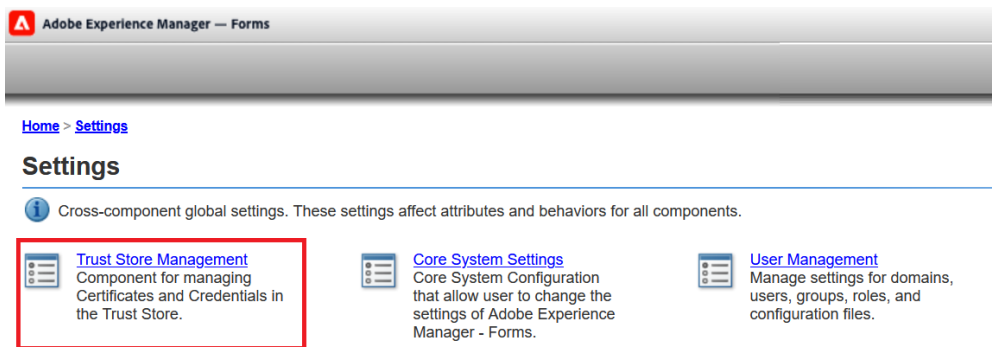 Adobe Experience Manager — Forms
Home > Settings
Settings
Cross-component global settings. These settings affect attributes and behaviors for all components.
Trust Store Management
Component for managing
Certificates and Credentials in
the Trust Store.
Core System Settings
Core System Configuration
that allow user to change the
settings of Adobe Experience
Manager - Forms.
User Management
Manage settings for domains,
users, groups, roles, and
configuration files.